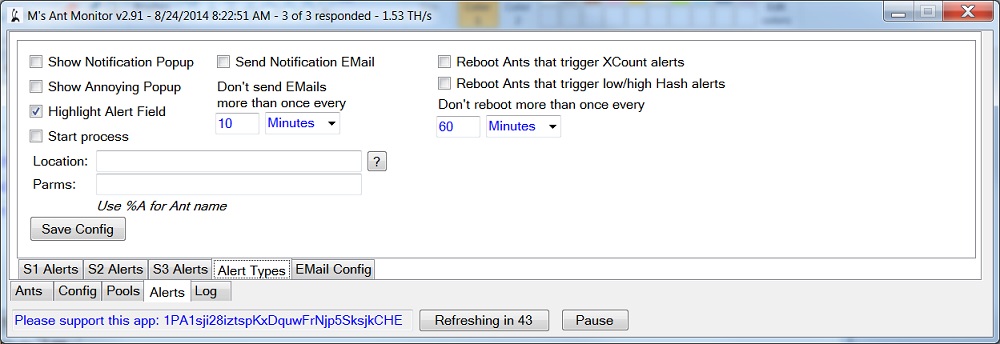 M's Ant Monitor v2.91 - 8/24/2014 8:22:51 AM - 3 of 3 responded - 1.53 TH/s
Show Notification Popup
Send Notification EMail
Reboot Ants that trigger XCount alerts
Show Annoying Popup
Don't send EMails
more than once every
Reboot Ants that trigger low/high Hash alerts
Highlight Alert Field
10 Minutes
Don't reboot more than once every
60 Minutes
Start process
Location:
?
Parms:
Use %A for Ant name
Save Config
S1 Alerts S2 Alerts S3 Alerts Alert Types EMail Config
Ants Config Pools Alerts Log
Please support this app: 1PA1sji28iztspKxDquwFrNjp5SksjkCHE Refreshing in 43 Pause